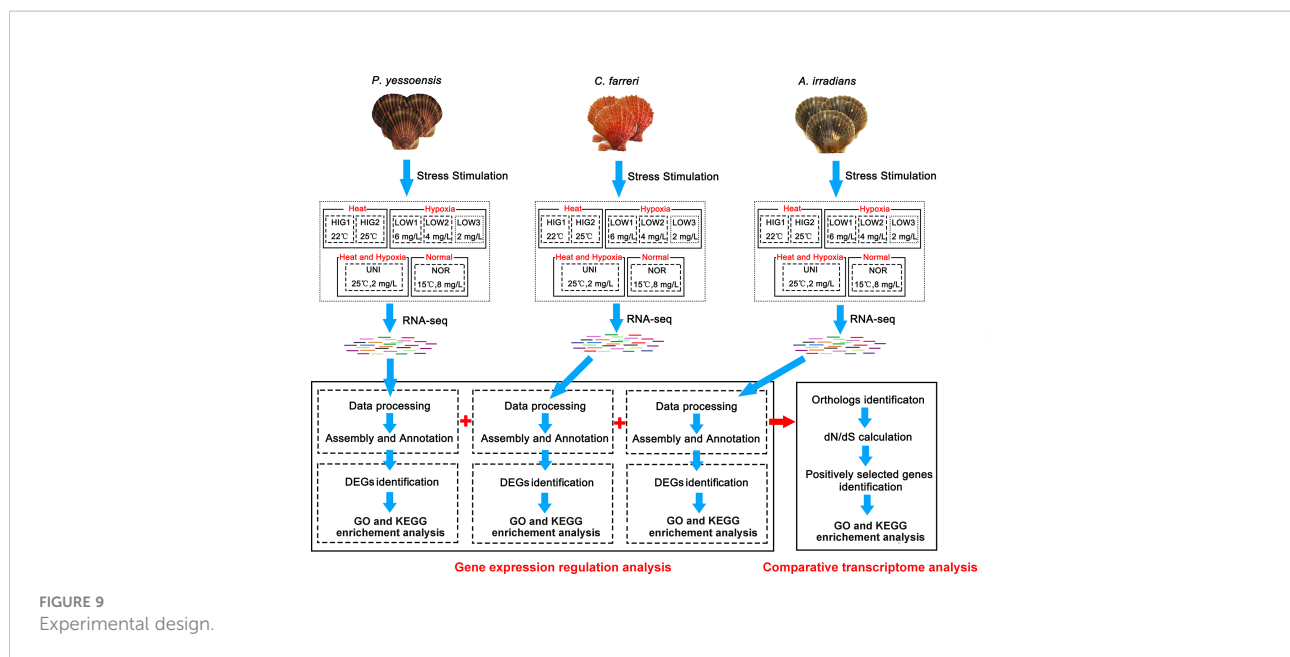 P. yessoensis
C. farreri
A. irradians
Stress Stimulation
Stress Stimulation
Stress Stimulation
Heat
Hypoxia
HIG1
HIG2
LOW1
LOW2
LOW3
22℃
25℃
6 mg/L
4 mg/L
2 mg/L
Heat and Hypoxia
Normal
UNI
NOR
25℃,2 mg/L
15℃,8 mg/L
Heat
Hypoxia
HIG1
HIG2
LOW1
LOW2
LOW3
22℃
25℃
6 mg/L
4 mg/L
2 mg/L
Heat and Hypoxia
Normal
UNI
NOR
25℃,2 mg/L
15℃,8 mg/L
Heat
Hypoxia
HIG1
HIG2
LOW1
LOW2
LOW3
22℃
25℃
6 mg/L
4 mg/L
2 mg/L
Heat and Hypoxia
Normal
UNI
NOR
25℃,2 mg/L
15℃,8 mg/L
RNA-seq
RNA-seq
RNA-seq
Data processing
Assembly and Annotation
DEGs identification
GO and KEGG
enrichement analysis
+
Data processing
Assembly and Annotation
DEGs identification
GO and KEGG
enrichement analysis
+
Data processing
Assembly and Annotation
DEGs identification
GO and KEGG
enrichement analysis
Orthologs identificaton
dN/dS calculation
Positively selected genes
identification
GO and KEGG
enrichement analysis
Gene expression regulation analysis
Comparative transcriptome analysis
FIGURE 9
Experimental design.